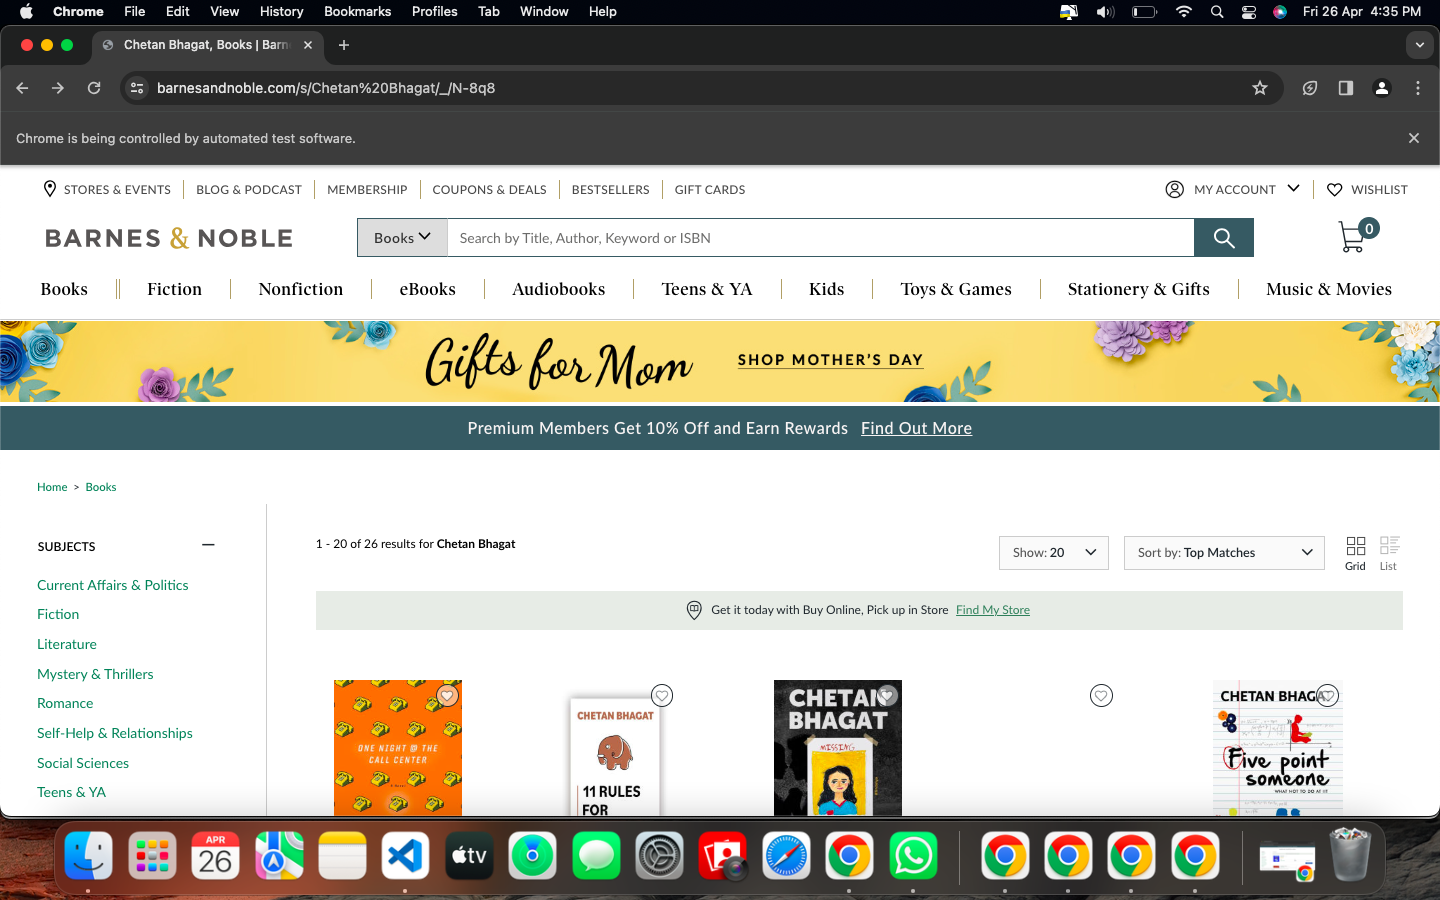 Chrome File Edit View History Bookmarks Profiles Tab Window Help Fri 26 Apr 4:35 PM
Chetan Bhagat, Books | Barn
barnesandnoble.com/s/Chetan%20Bhagat/_/N-8q8
Chrome is being controlled by automated test software.
STORES & EVENTS BLOG & PODCAST MEMBERSHIP COUPONS & DEALS BESTSELLERS GIFT CARDS MY ACCOUNT WISHLIST
BARNES & NOBLE Books Search by Title, Author, Keyword or ISBN 0
Books Fiction Nonfiction eBooks Audiobooks Teens & YA Kids Toys & Games Stationery & Gifts Music & Movies
Gifts for Mom SHOP MOTHER'S DAY
Premium Members Get 10% Off and Earn Rewards Find Out More
Home > Books
SUBJECTS
Current Affairs & Politics
Fiction
Literature
Mystery & Thrillers
Romance
Self-Help & Relationships
Social Sciences
Teens & YA
1 - 20 of 26 results for Chetan Bhagat
Show: 20 Sort by: Top Matches Grid List
Get it today with Buy Online, Pick up in Store Find My Store
ONE NIGHT @ THE
CALL CENTER
CHETAN BHAGAT
11 RULES
FOR
CHETAN
BHAGAT
MISSING
CHETAN BHAGA
Five point
someone
WHAT NOT TO DO AT IIT
APR
26
tv